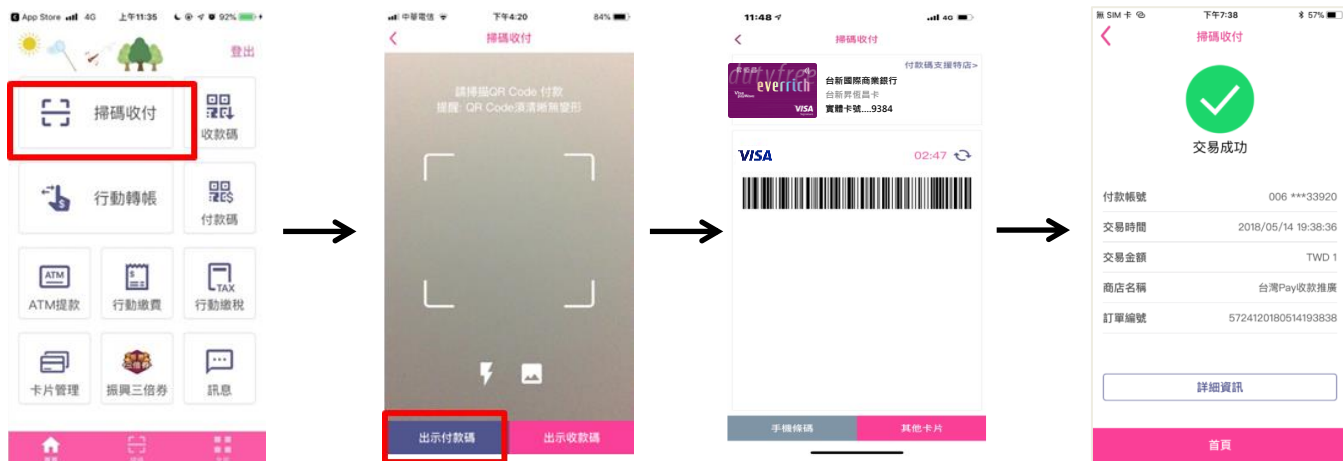 App Store 4G 上午11:35 92%
登出
掃碼收付
收款碼
行動轉帳
付款碼
ATM
ATM提款
行動繳費
TAX
行動繳稅
卡片管理
振興三倍券
訊息
中華電信 下午4:20 84%
掃碼收付
請掃描QR Code 付款
提醒: QR Code須清晰無變形
出示付款碼
出示收款碼
11:48 4G
掃碼收付
付款碼支援特店>
dutyfree
everrich
VISA
台新國際商業銀行
台新昇恆昌卡
實體卡號....9384
VISA 02:47
手機條碼
其他卡片
無 SIM 卡 下午7:38 57%
掃碼收付
交易成功
付款帳號 006 ***33920
交易時間 2018/05/14 19:38:36
交易金額 TWD 1
商店名稱 台灣Pay收款推廣
訂單編號 5724120180514193838
詳細資訊
首頁